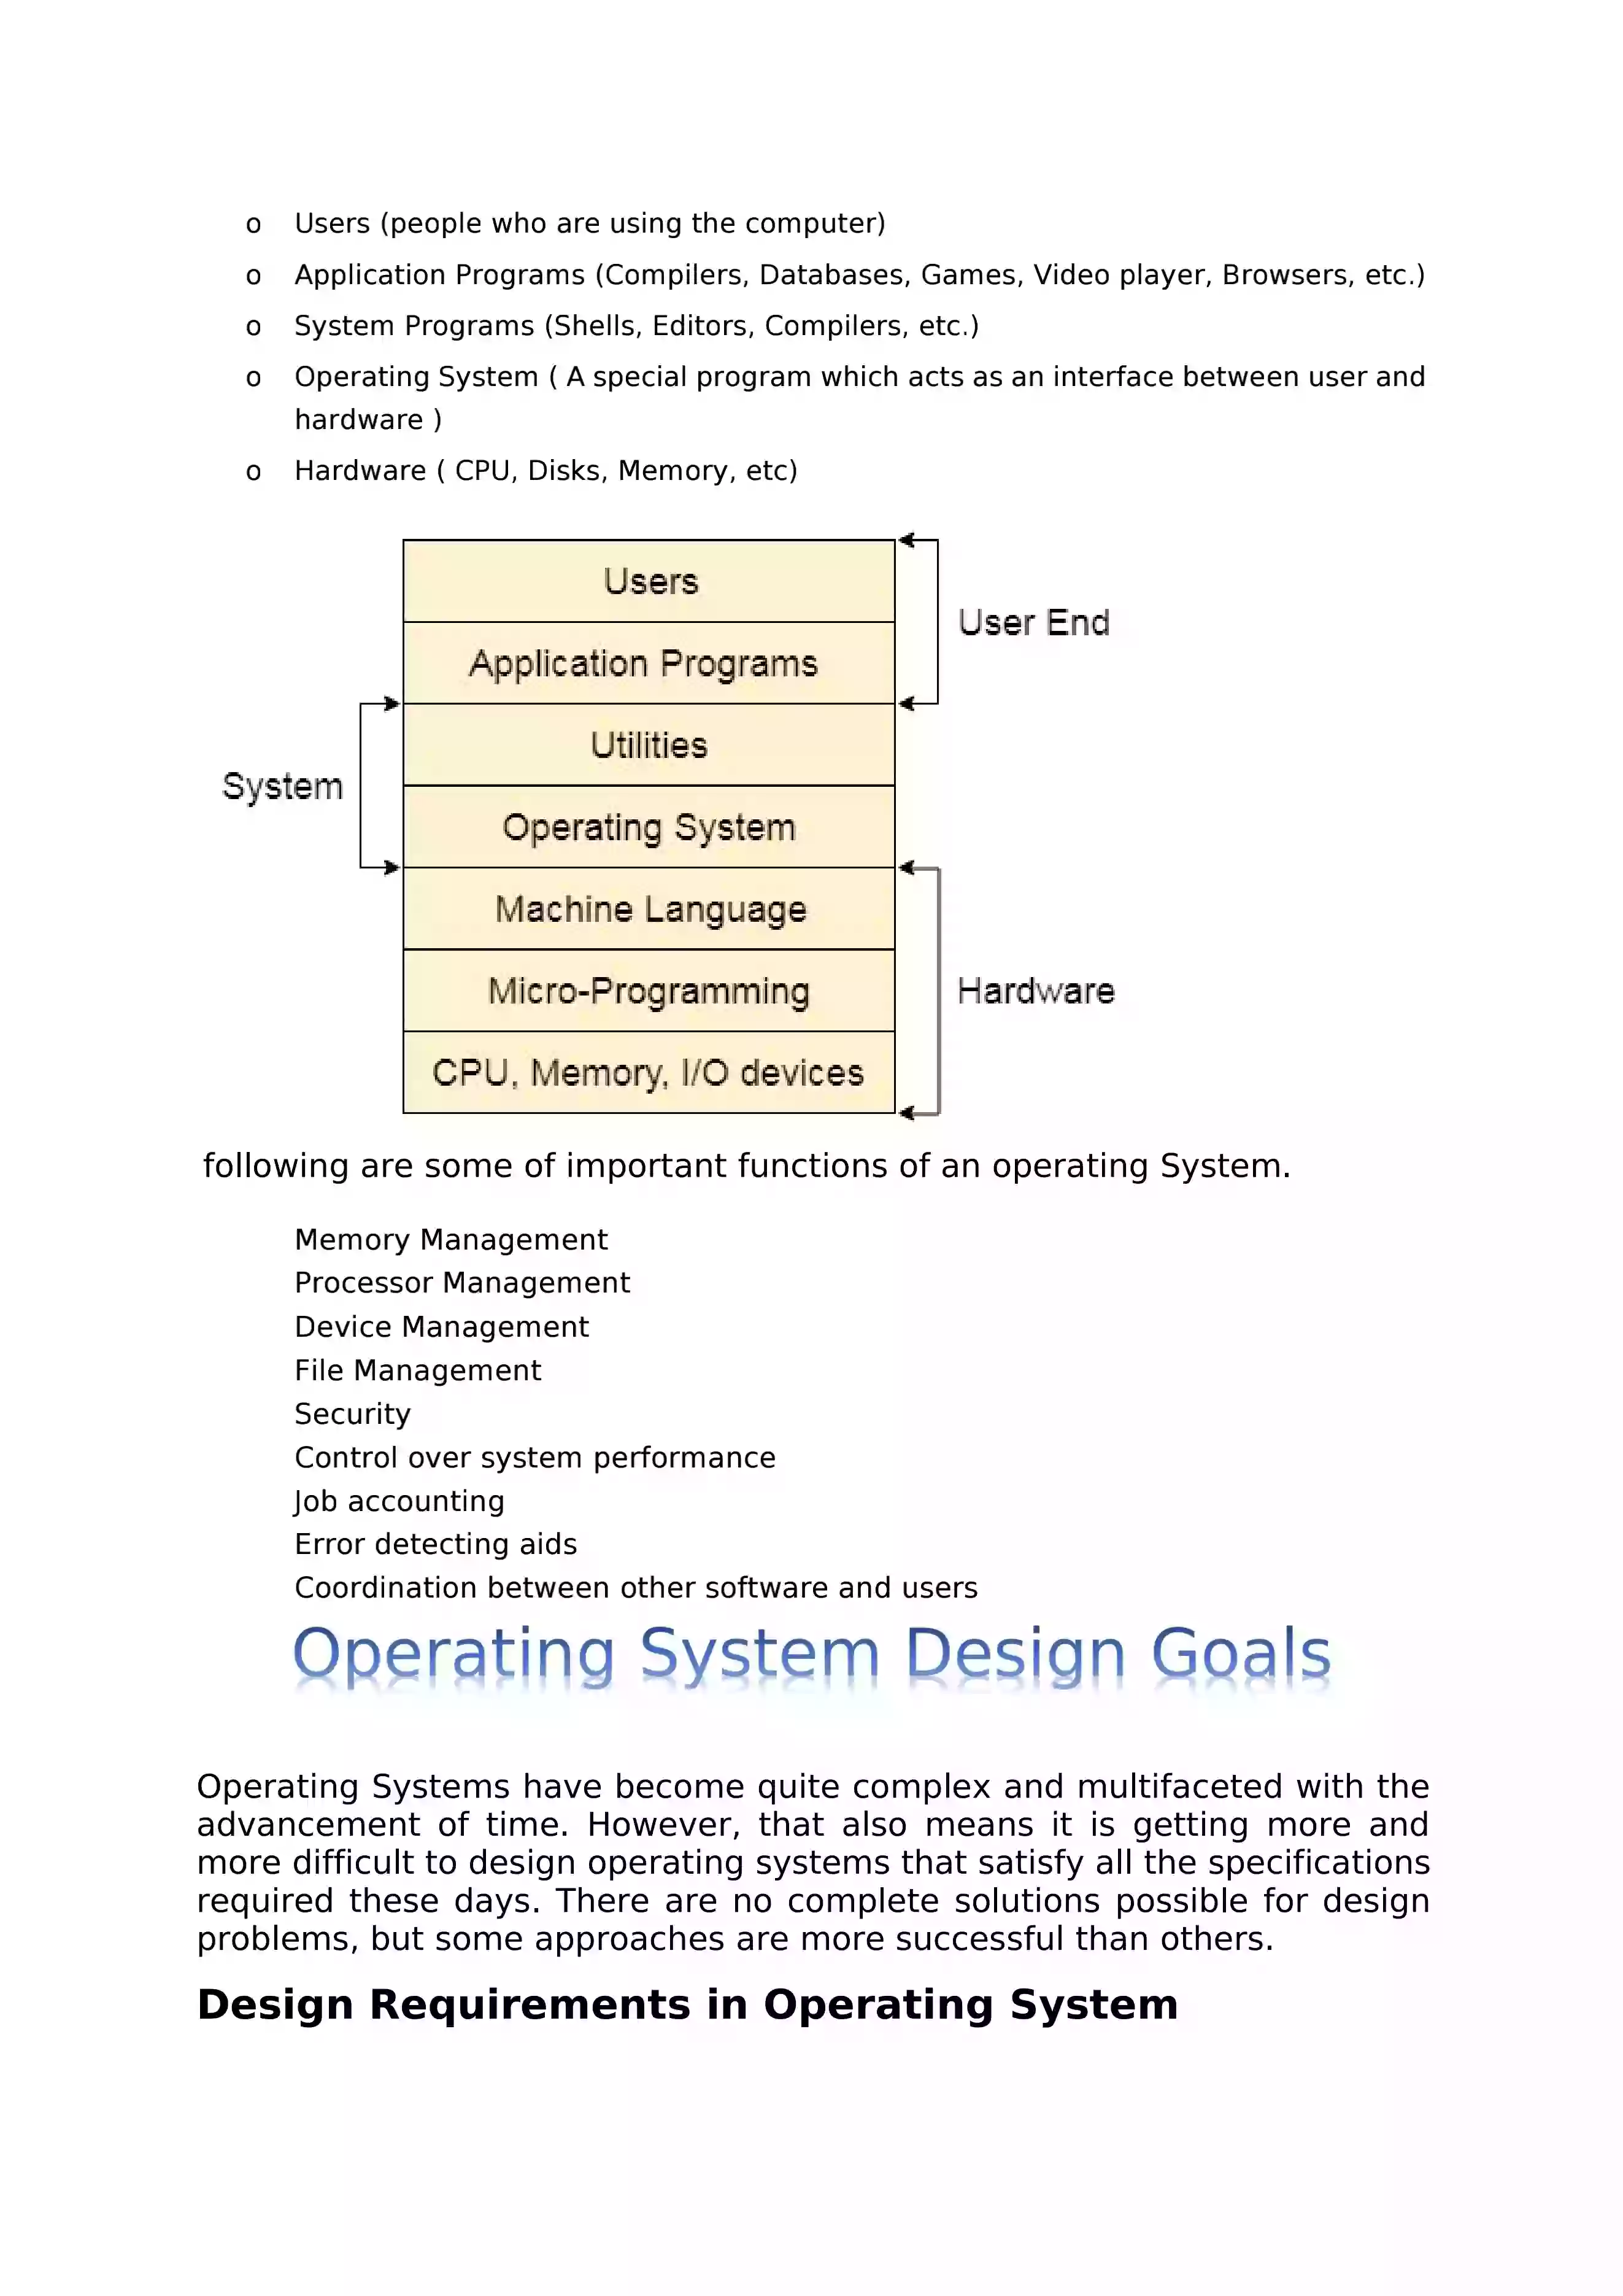 o Users (people who are using the computer)
o Application Programs (Compilers, Databases, Games, Video player, Browsers, etc.)
o System Programs (Shells, Editors, Compilers, etc.)
o Operating System ( A special program which acts as an interface between user and
hardware )
o Hardware ( CPU, Disks, Memory, etc)
Users
User End
Application Programs
Utilities
System
Operating System
Machine Language
Micro-Programming
Hardware
CPU, Memory, I/O devices
following are some of important functions of an operating System.
Memory Management
Processor Management
Device Management
File Management
Security
Control over system performance
Job accounting
Error detecting aids
Coordination between other software and users
Operating System Design Goals
Operating Systems have become quite complex and multifaceted with the
advancement of time. However, that also means it is getting more and
more difficult to design operating systems that satisfy all the specifications
required these days. There are no complete solutions possible for design
problems, but some approaches are more successful than others.
Design Requirements in Operating System